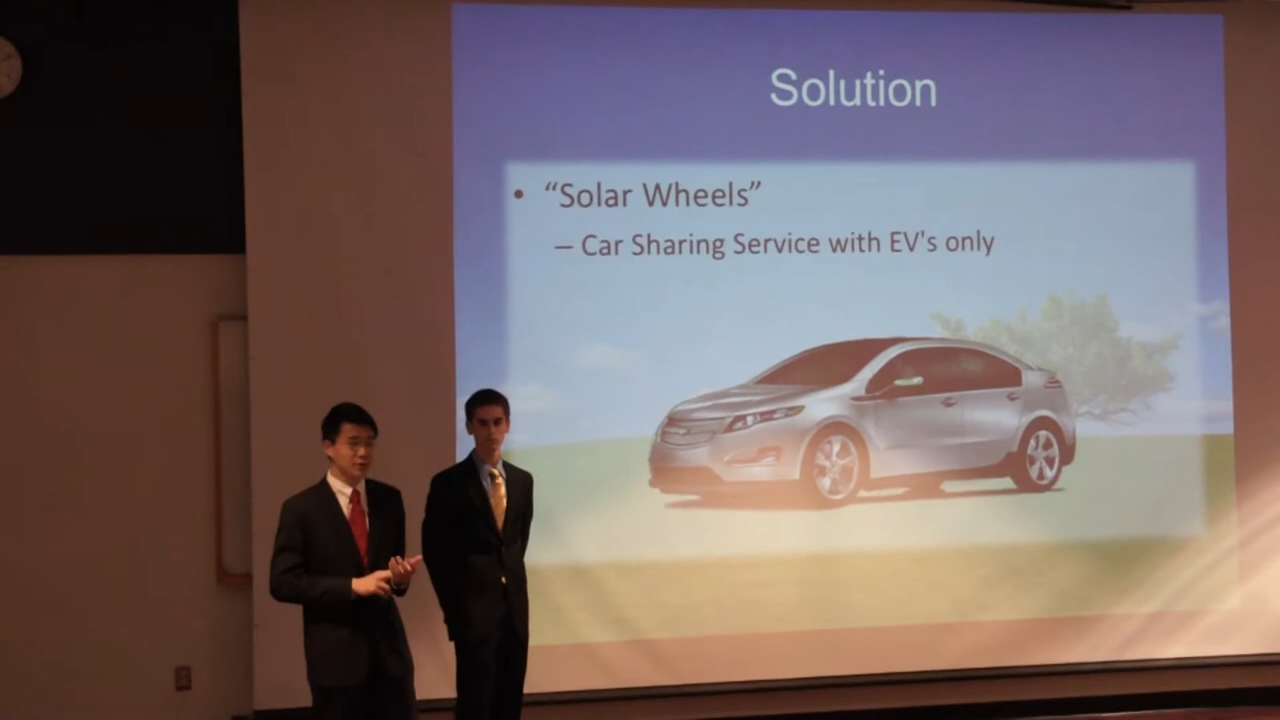 Solution
• “Solar Wheels”
– Car Sharing Service with EV's only